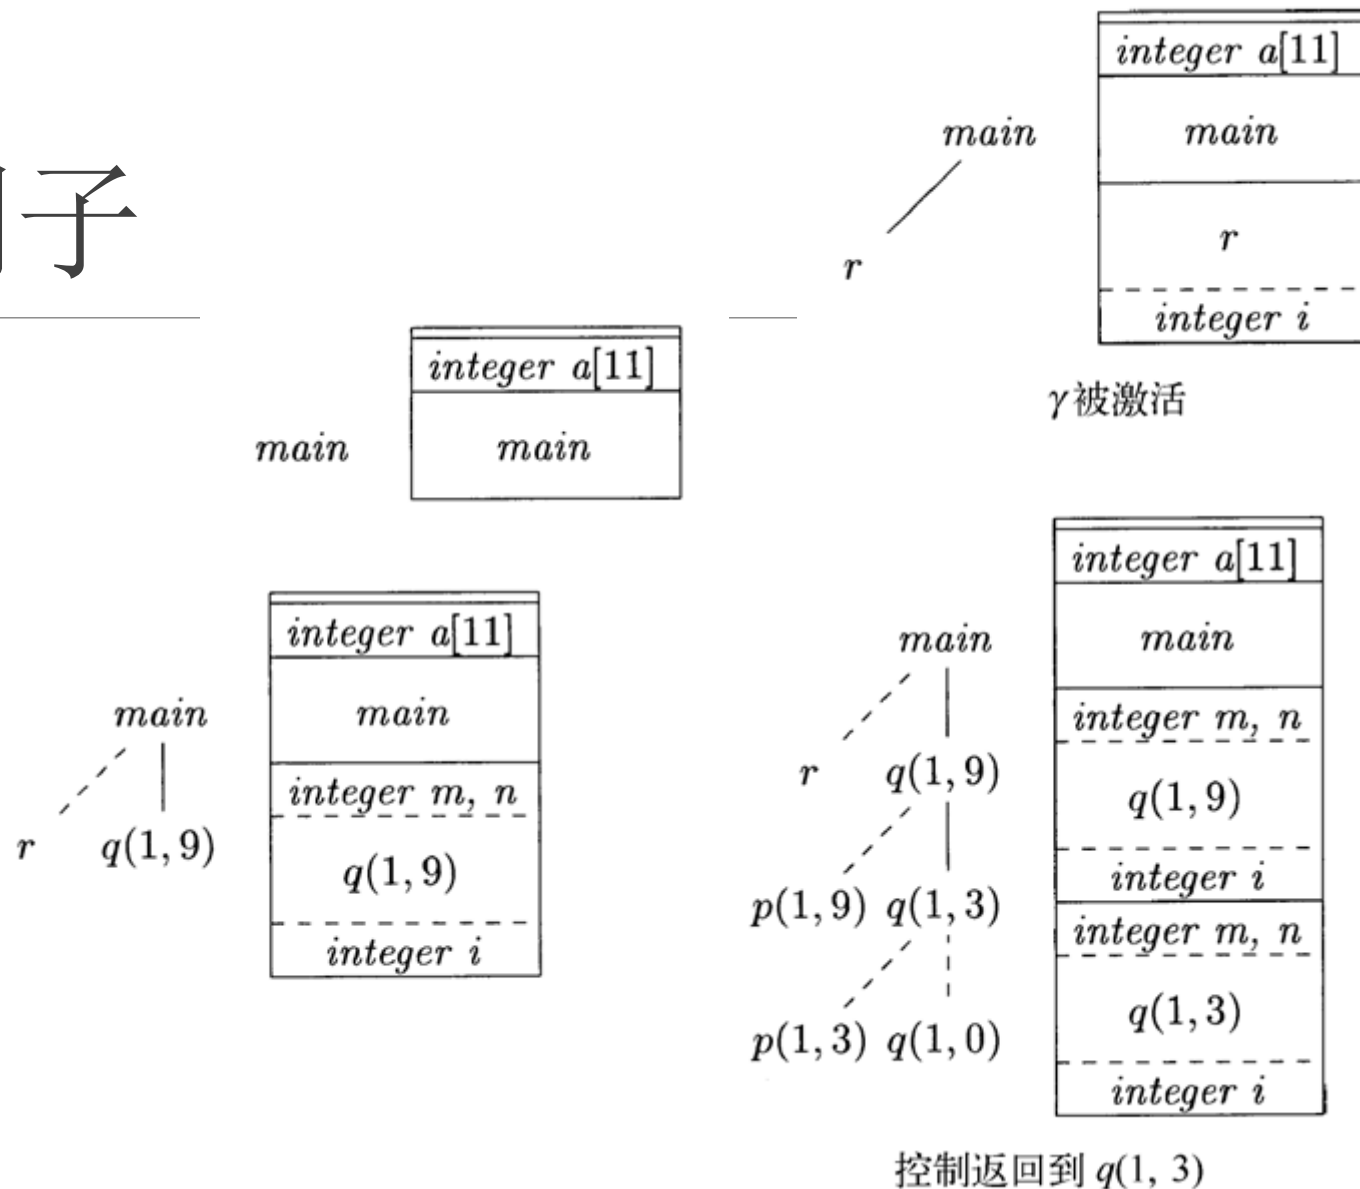 子
integer a[11]
main
main
r
r
integer i
γ被激活
integer a[11]
main
main
integer a[11]
main
main
integer m, n
r
q(1, 9)
q(1, 9)
integer i
integer a[11]
main
main
integer m, n
r
q(1, 9)
q(1, 9)
integer i
p(1, 9)
q(1, 3)
integer m, n
q(1, 3)
p(1, 3)
q(1, 0)
integer i
控制返回到 q(1, 3)